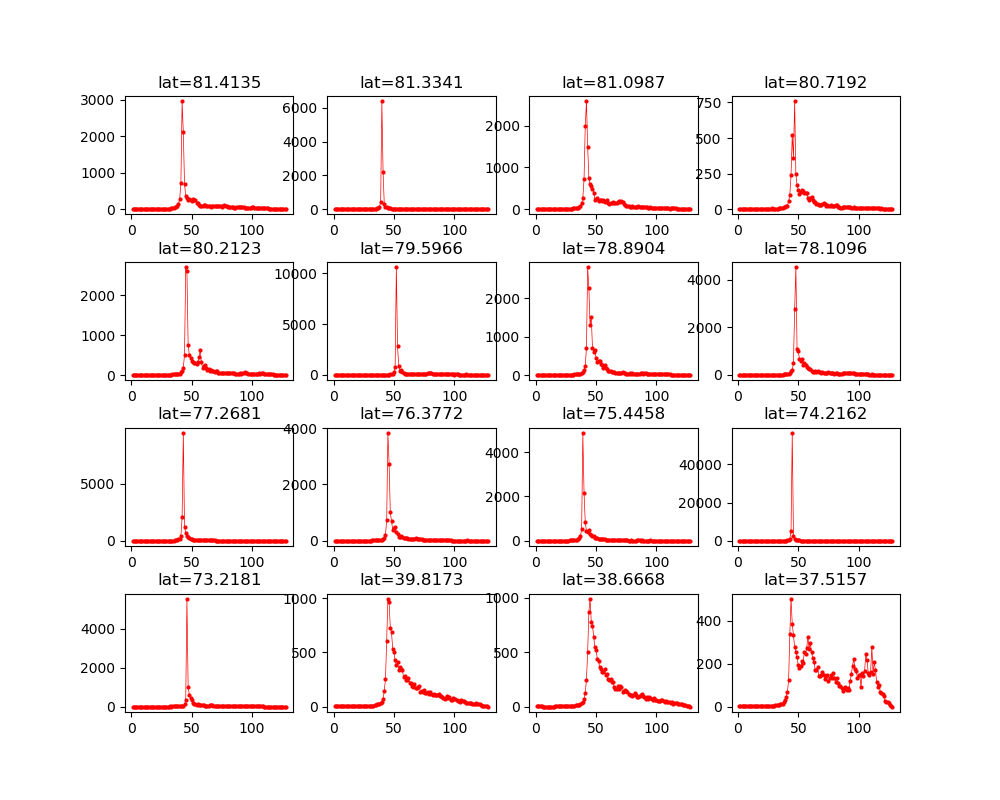 lat=81.4135 lat=81.3341 lat=81.0987 lat=80.7192
3000 2000 1000 0 6000 4000 2000 0 2000 1000 0 750 500 250 0
0 50 100 0 50 100 0 50 100 0 50 100
lat=80.2123 lat=79.5966 lat=78.8904 lat=78.1096
2000 1000 0 10000 5000 0 2000 1000 0 4000 2000 0
0 50 100 0 50 100 0 50 100 0 50 100
lat=77.2681 lat=76.3772 lat=75.4458 lat=74.2162
5000 0 4000 2000 0 4000 2000 0 40000 20000 0
0 50 100 0 50 100 0 50 100 0 50 100
lat=73.2181 lat=39.8173 lat=38.6668 lat=37.5157
4000 2000 0 1000 500 0 1000 500 0 400 200 0
0 50 100 0 50 100 0 50 100 0 50 100